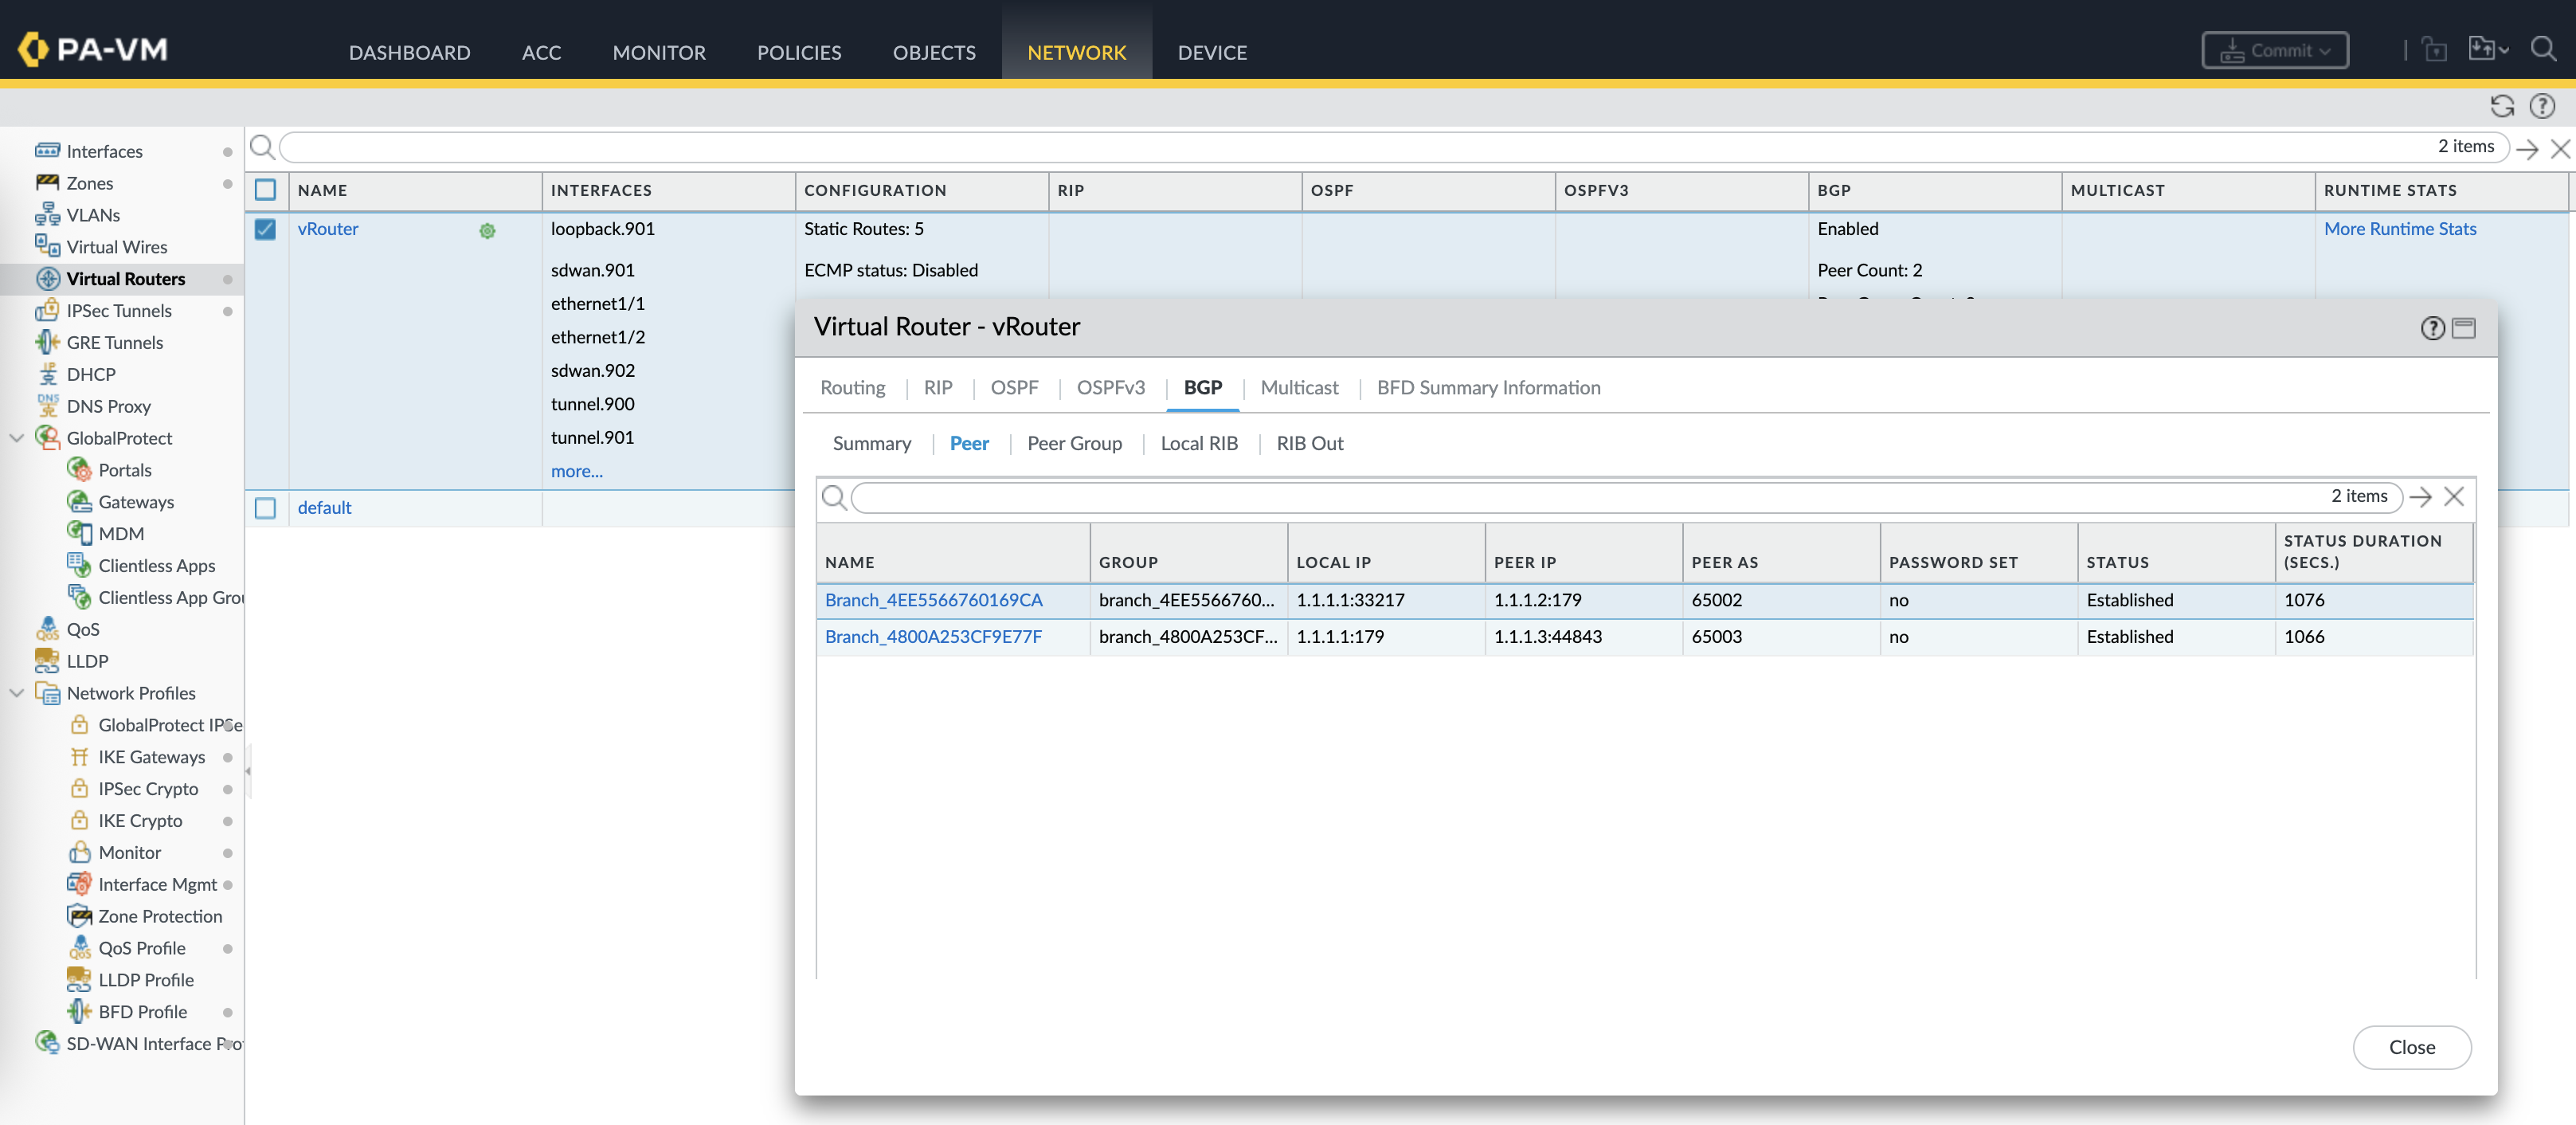 PA-VM
DASHBOARD ACC MONITOR POLICIES OBJECTS NETWORK DEVICE Commit
Interfaces
Zones
VLANs
Virtual Wires
Virtual Routers
IPSec Tunnels
GRE Tunnels
DHCP
DNS Proxy
GlobalProtect
Portals
Gateways
MDM
Clientless Apps
Clientless App Grou
QoS
LLDP
Network Profiles
GlobalProtect IPSe
IKE Gateways
IPSec Crypto
IKE Crypto
Monitor
Interface Mgmt
Zone Protection
QoS Profile
LLDP Profile
BFD Profile
SD-WAN Interface Pro
2 items
NAME INTERFACES CONFIGURATION RIP OSPF OSPFV3 BGP MULTICAST RUNTIME STATS
vRouter loopback.901 Static Routes: 5 Enabled More Runtime Stats
sdwan.901 ECMP status: Disabled Peer Count: 2
ethernet1/1
ethernet1/2
sdwan.902
tunnel.900
tunnel.901
more...
default
Virtual Router - vRouter
Routing RIP OSPF OSPFv3 BGP Multicast BFD Summary Information
Summary Peer Peer Group Local RIB RIB Out
2 items
NAME GROUP LOCAL IP PEER IP PEER AS PASSWORD SET STATUS STATUS DURATION (SECS.)
Branch_4EE5566760169CA branch_4EE5566760... 1.1.1.1:33217 1.1.1.2:179 65002 no Established 1076
Branch_4800A253CF9E77F branch_4800A253CF... 1.1.1.1:179 1.1.1.3:44843 65003 no Established 1066
Close